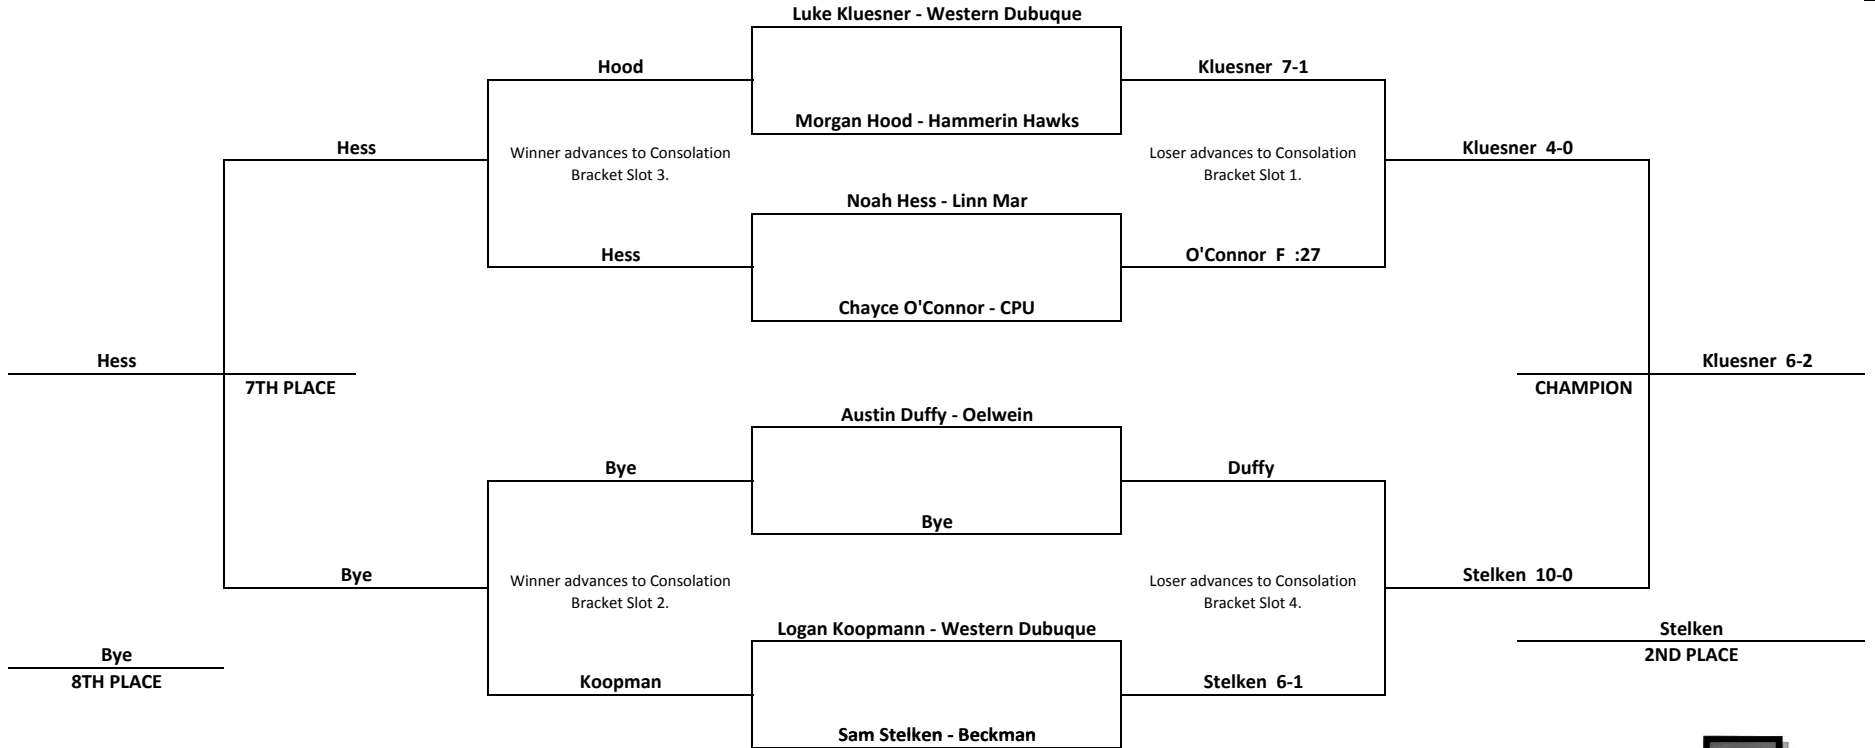 Luke Kluesner - Western Dubuque
Hood
Kluesner 7-1
Morgan Hood - Hammerin Hawks
Hess
Winner advances to Consolation
Bracket Slot 3.
Loser advances to Consolation
Bracket Slot 1.
Kluesner 4-0
Noah Hess - Linn Mar
Hess
O'Connor F :27
Chayce O'Connor - CPU
Hess
7TH PLACE
Kluesner 6-2
CHAMPION
Austin Duffy - Oelwein
Bye
Duffy
Bye
Bye
Winner advances to Consolation
Bracket Slot 2.
Loser advances to Consolation
Bracket Slot 4.
Stelken 10-0
Logan Koopmann - Western Dubuque
Bye
8TH PLACE
Koopman
Stelken 6-1
Stelken
2ND PLACE
Sam Stelken - Beckman